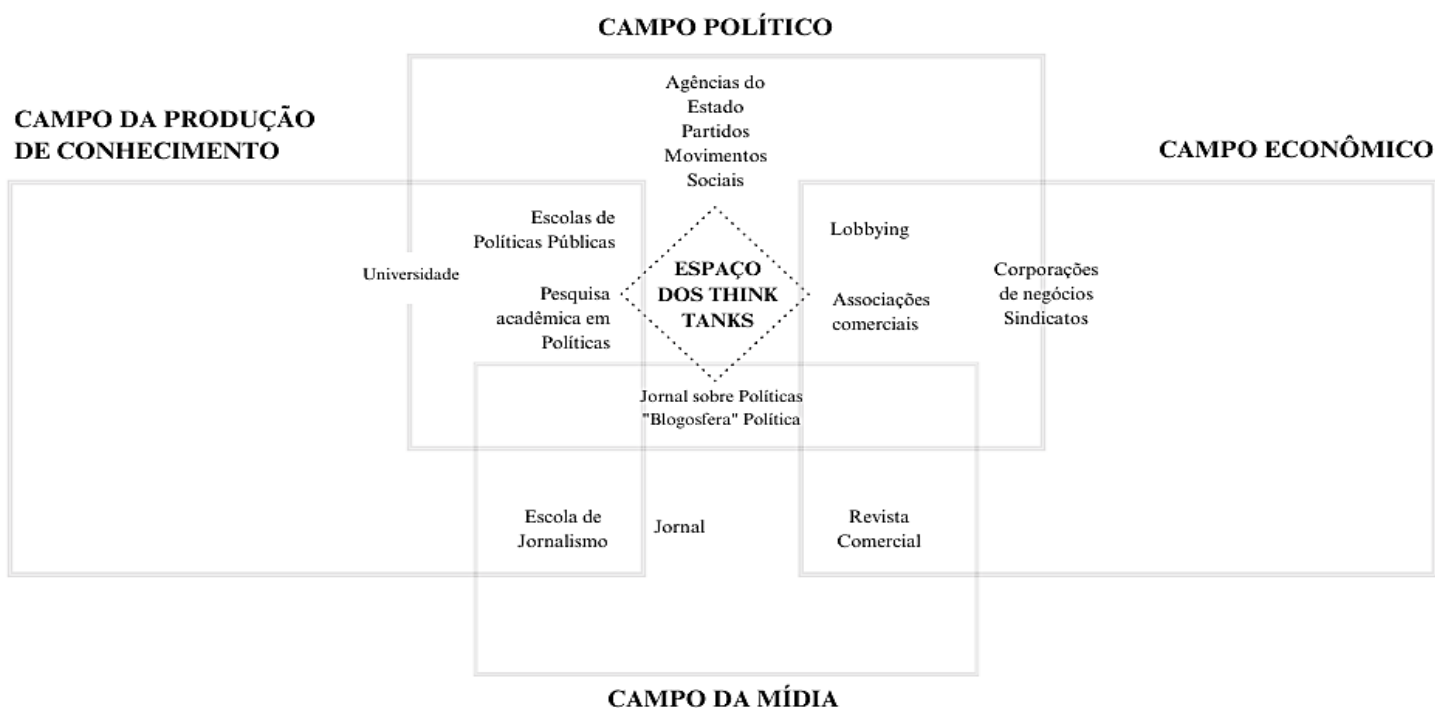 CAMPO POLÍTICO
Agências do
Estado
Partidos
Movimentos
Sociais
CAMPO DA PRODUÇÃO
DE CONHECIMENTO
CAMPO ECONÔMICO
Escolas de
Políticas Públicas
Universidade
Pesquisa
acadêmica em
Políticas
ESPAÇO
DOS THINK
TANKS
Lobbying
Associações
comerciais
Corporações
de negócios
Sindicatos
Jornal sobre Políticas
"Blogosfera" Política
Escola de
Jornalismo
Jornal
Revista
Comercial
CAMPO DA MÍDIA